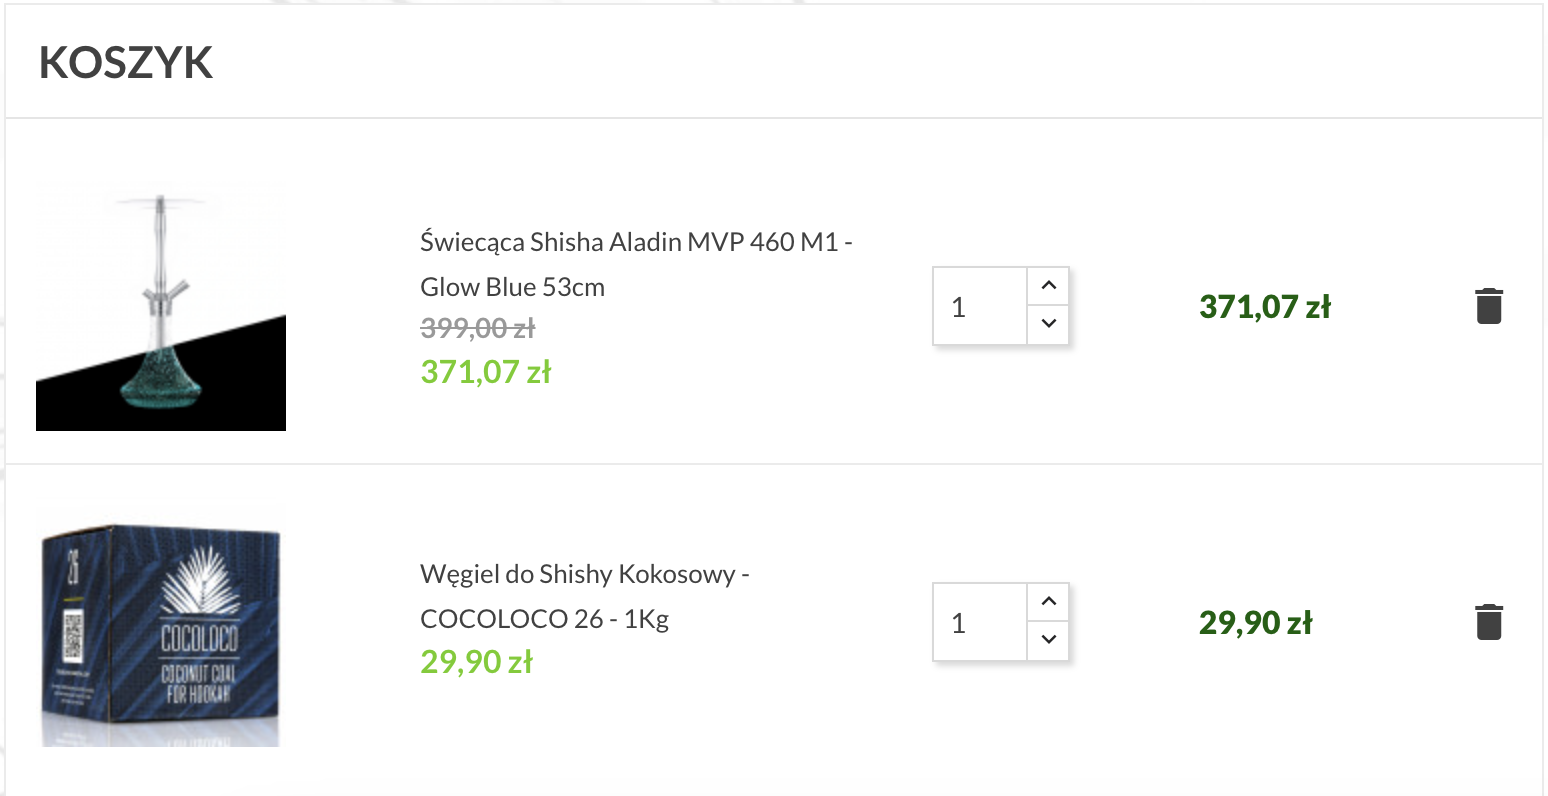 KOSZYK
Świecąca Shisha Aladin MVP 460 M1 -
Glow Blue 53cm
399,00 zł
371,07 zł
1
371,07 zł
26
COCOLOCO
COCONUT COAL
FOR HOOKAH
Węgiel do Shishy Kokosowy -
COCOLOCO 26 - 1Kg
29,90 zł
1
29,90 zł